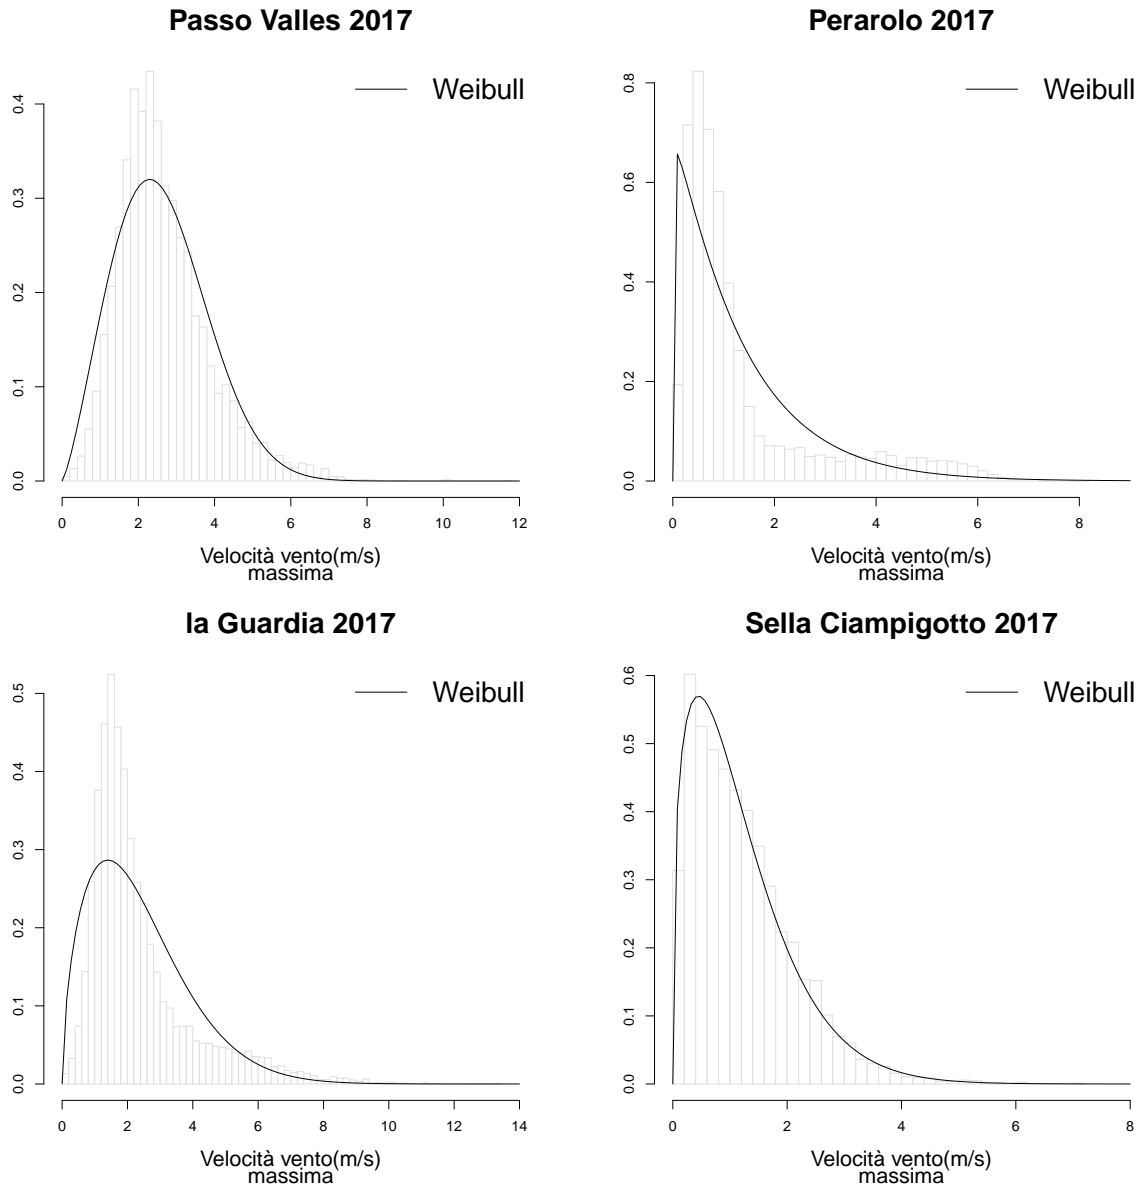 Passo Valles 2017
Weibull
0.4
0.3
0.2
0.1
0.0
0 2 4 6 8 10 12
Velocità vento(m/s)
massima
Perarolo 2017
Weibull
0.8
0.6
0.4
0.2
0.0
0 2 4 6 8
Velocità vento(m/s)
massima
la Guardia 2017
Weibull
0.5
0.4
0.3
0.2
0.1
0.0
0 2 4 6 8 10 12 14
Velocità vento(m/s)
massima
Sella Ciampigotto 2017
Weibull
0.6
0.5
0.4
0.3
0.2
0.1
0.0
0 2 4 6 8
Velocità vento(m/s)
massima